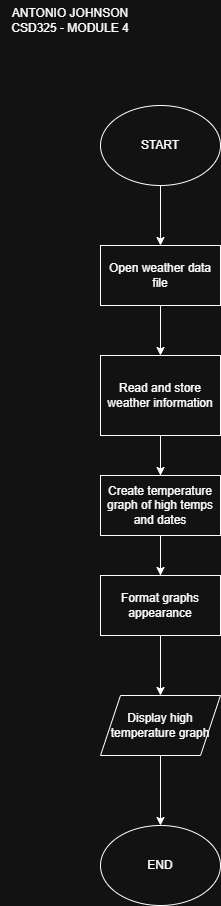 ANTONIO JOHNSON
CSD325 - MODULE 4
START
Open weather data
file
Read and store
weather information
Create temperature
graph of high temps
and dates
Format graphs
appearance
Display high
temperature graph
END